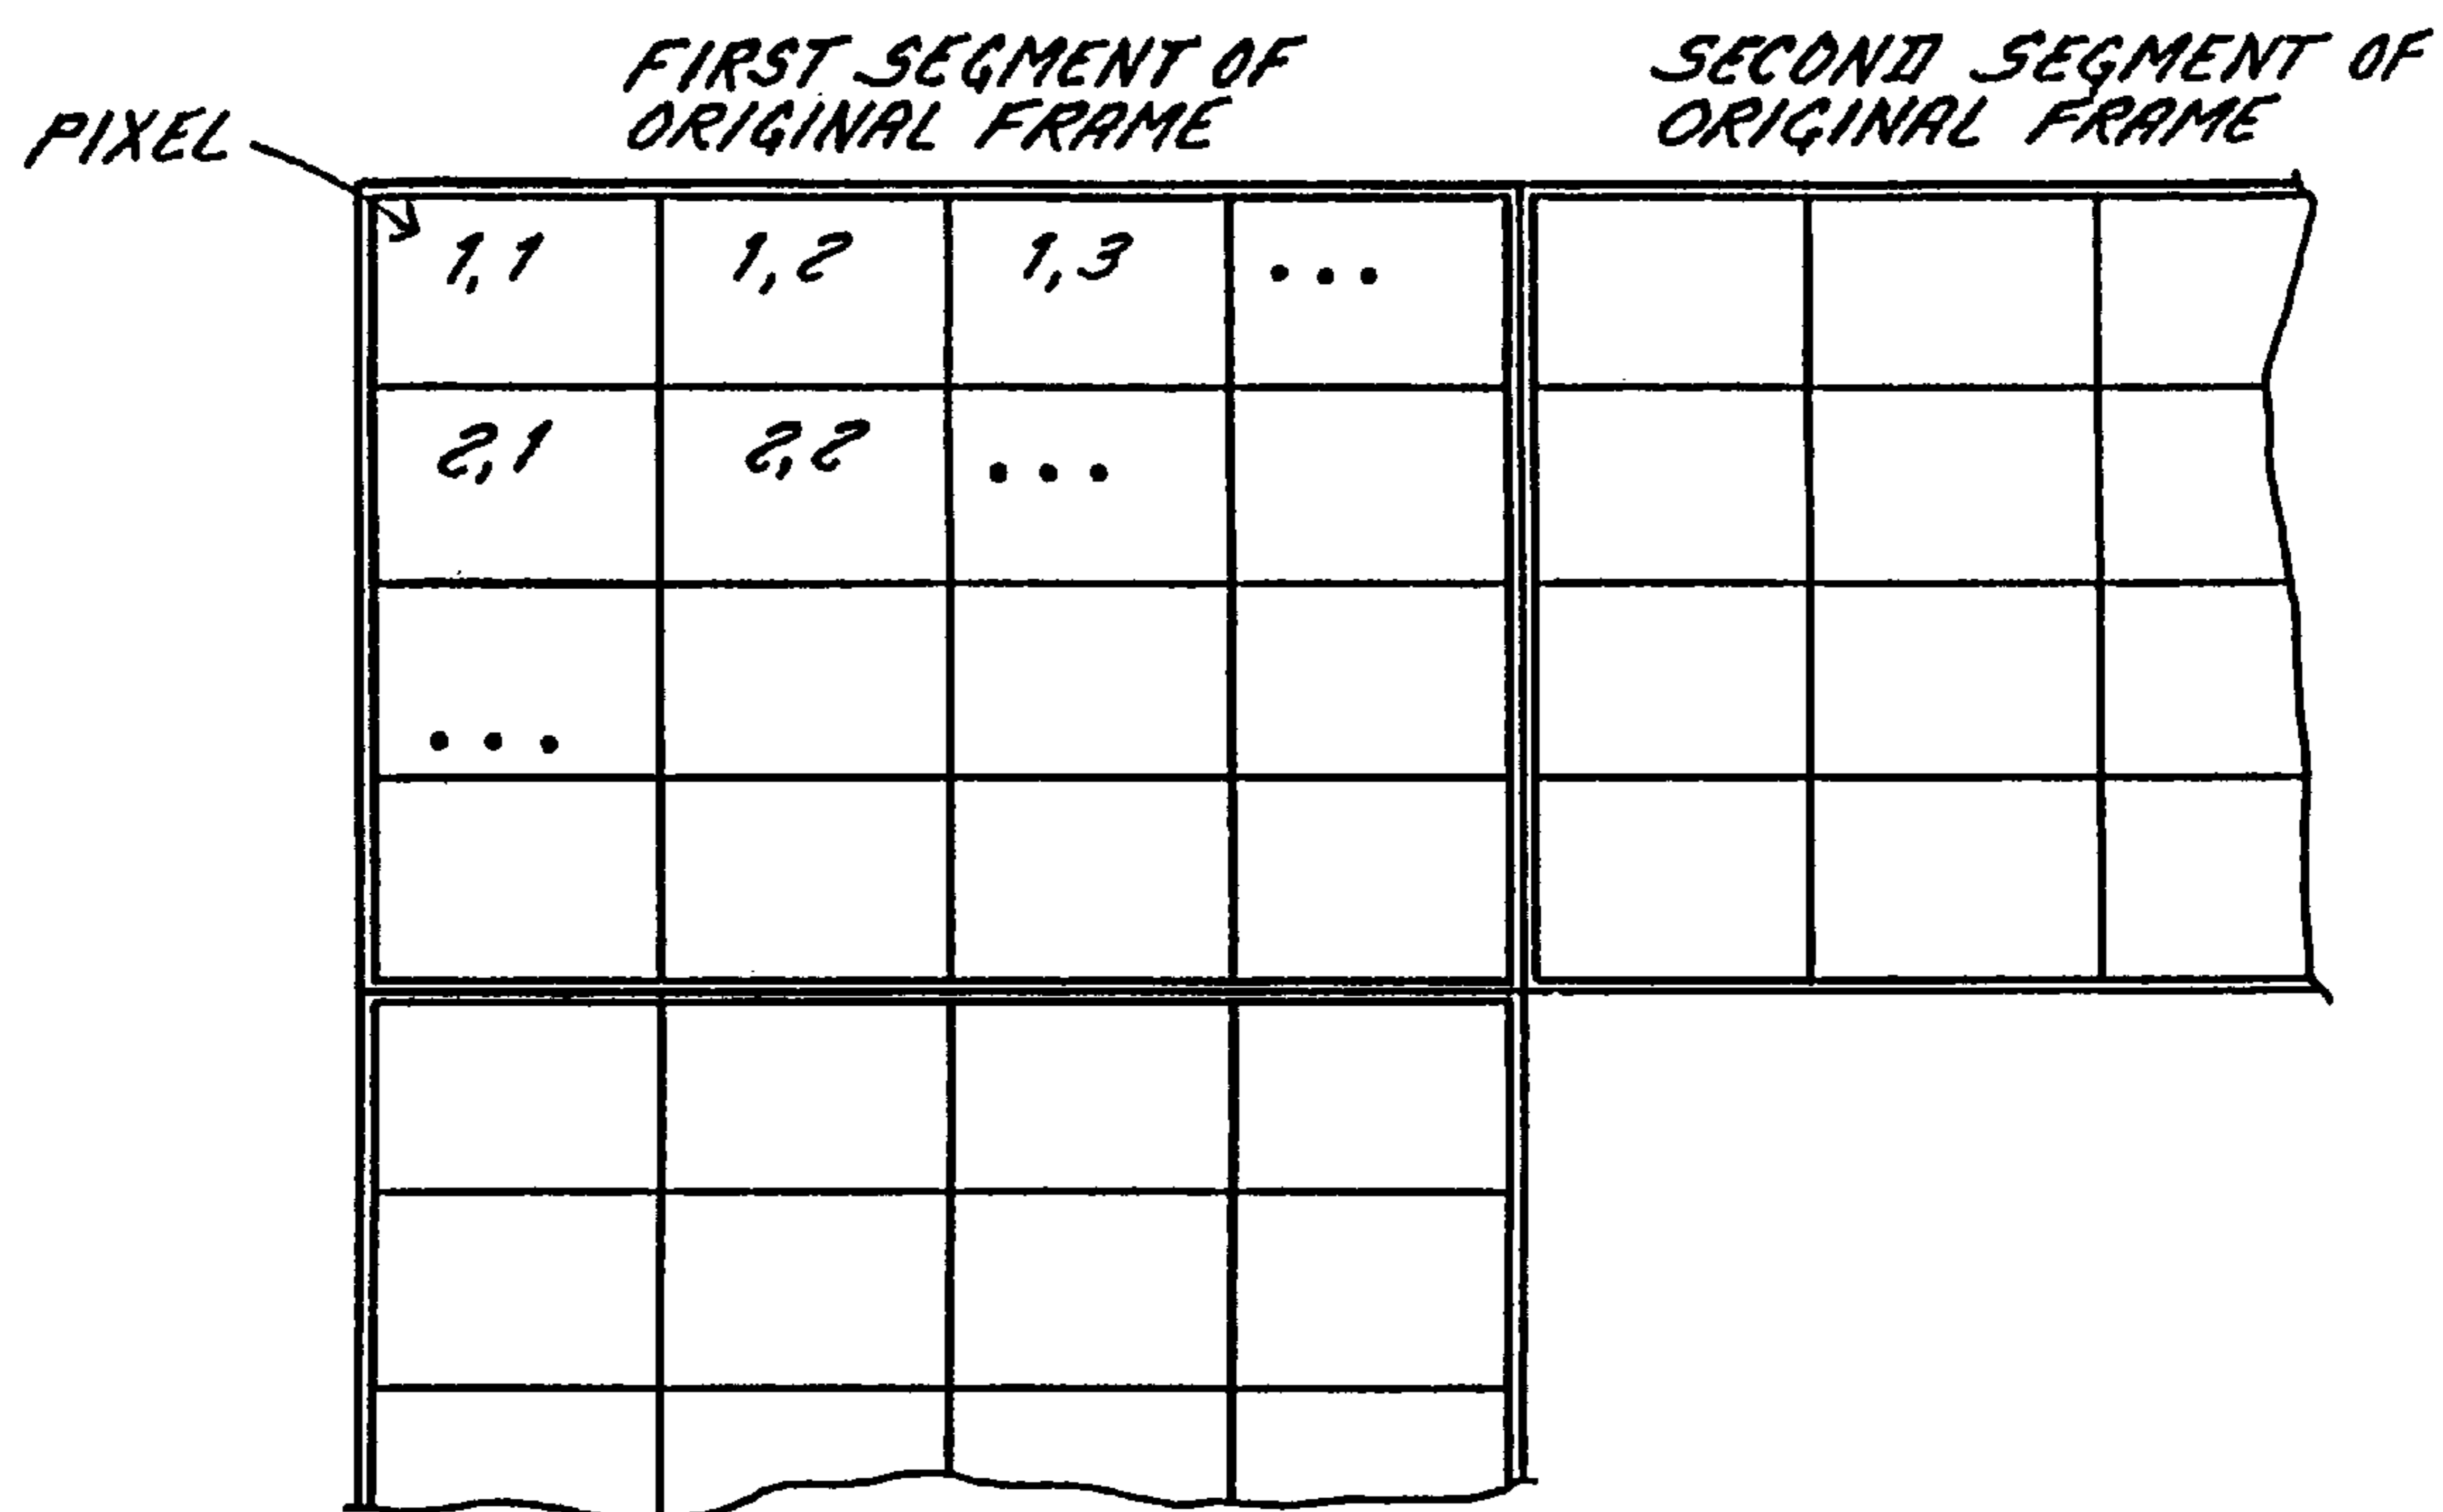 FIRST SEGMENT OF
ORIGINAL FRAME
SECOND SEGMENT OF
ORIGINAL FRAME
PIXEL
1,1 1,2 1,3 ...
2,1 2,2 ...
...